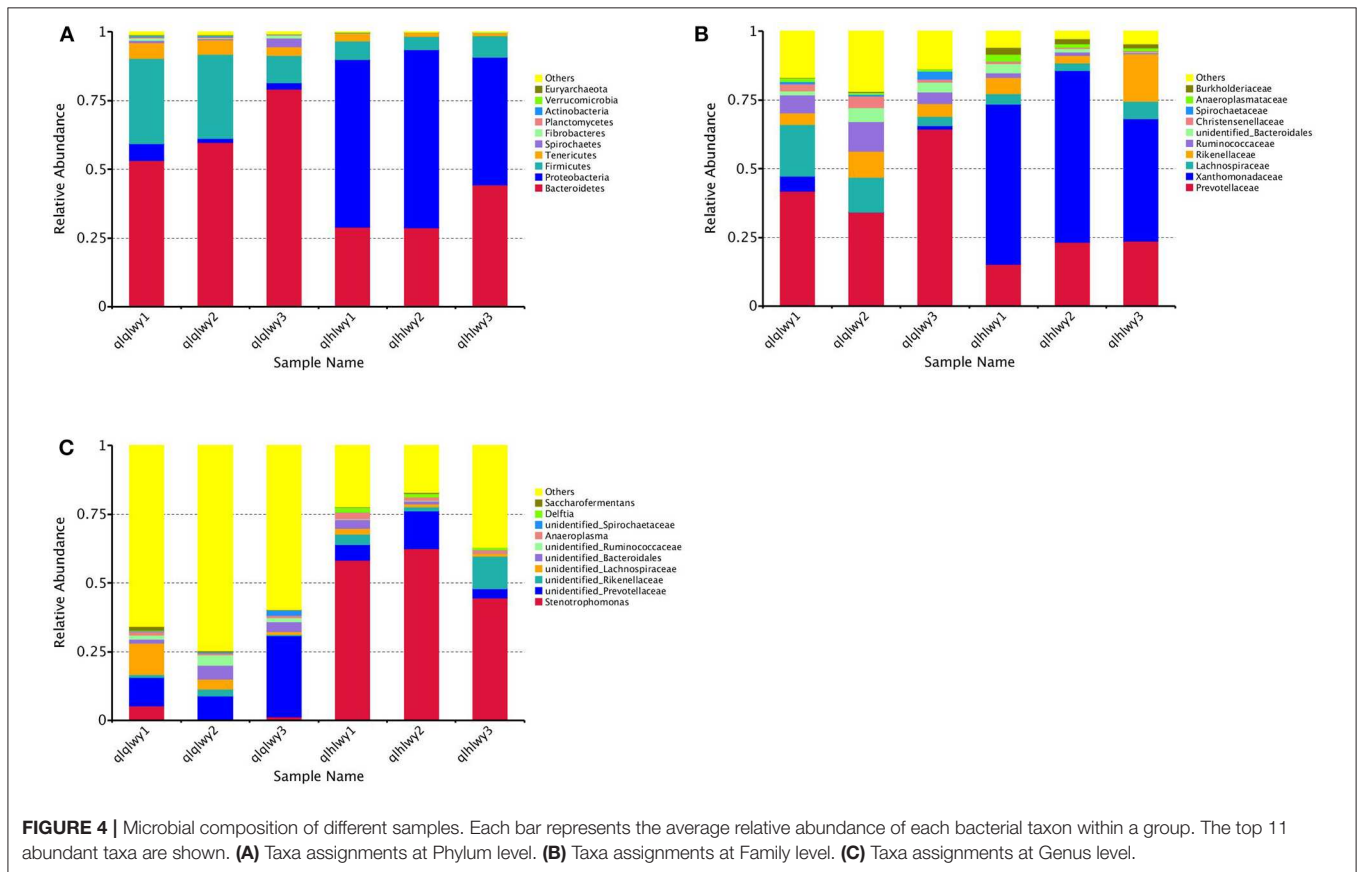 A
1
0.75
0.5
0.25
0
Relative Abundance
Others
Euryarchaeota
Verrucomicrobia
Actinobacteria
Planctomycetes
Fibrobacteres
Spirochaetes
Tenericutes
Firmicutes
Proteobacteria
Bacteroidetes
qlqlwy1
qlqlwy2
qlqlwy3
qlhlwy1
qlhlwy2
qlhlwy3
Sample Name
B
1
0.75
0.5
0.25
0
Relative Abundance
Others
Burkholderiaceae
Anaeroplasmataceae
Spirochaetaceae
Christensenellaceae
unidentified_Bacteroidales
Ruminococcaceae
Rikenellaceae
Lachnospiraceae
Xanthomonadaceae
Prevotellaceae
qlqlwy1
qlqlwy2
qlqlwy3
qlhlwy1
qlhlwy2
qlhlwy3
Sample Name
C
1
0.75
0.5
0.25
0
Relative Abundance
Others
Saccharofermentans
Delftia
unidentified_Spirochaetaceae
Anaeroplasma
unidentified_Ruminococcaceae
unidentified_Bacteroidales
unidentified_Lachnospiraceae
unidentified_Rikenellaceae
unidentified_Prevotellaceae
Stenotrophomonas
qlqlwy1
qlqlwy2
qlqlwy3
qlhlwy1
qlhlwy2
qlhlwy3
Sample Name
FIGURE 4 | Microbial composition of different samples. Each bar represents the average relative abundance of each bacterial taxon within a group. The top 11
abundant taxa are shown. (A) Taxa assignments at Phylum level. (B) Taxa assignments at Family level. (C) Taxa assignments at Genus level.